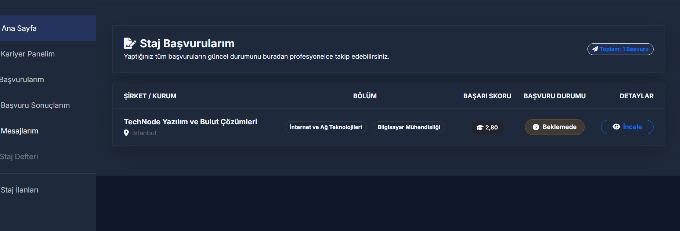 Ana Sayfa
Kariyer Panelim
Başvurularım
Başvuru Sonuçlarım
Mesajlarım
Staj Defteri
Staj İlanları
Staj Başvurularım
Yaptığınız tüm başvuruların güncel durumunu buradan profesyonelce takip edebilirsiniz.
Toplam: 1 Başvuru
ŞİRKET / KURUM BÖLÜM BAŞARI SKORU BAŞVURU DURUMU DETAYLAR
TechNode Yazılım ve Bulut Çözümleri
İstanbul
İnternet ve Ağ Teknolojileri Bilgisayar Mühendisliği 2,80 Beklemede İncele